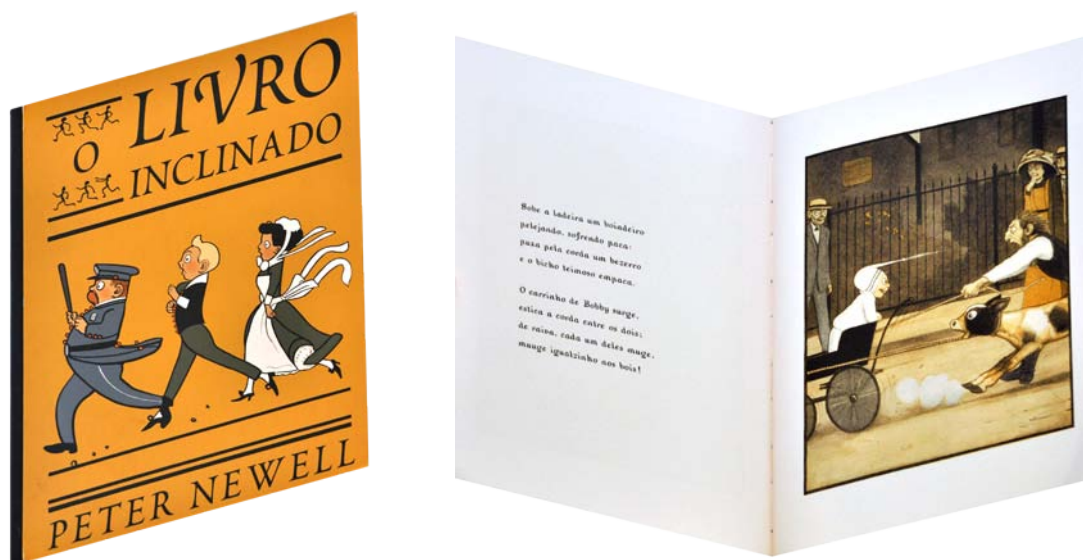 O LIVRO
INCLINADO
PETER NEWELL
Sobe a ladeira um boiadeiro
pelejando, sofrendo paca:
puxa pela corda um bezerro
e o bicho teimoso empaca.
O carrinho de Bobby surge,
estica a corda entre os dois;
de raiva, cada um deles muge,
muuge igualzinho aos bois!